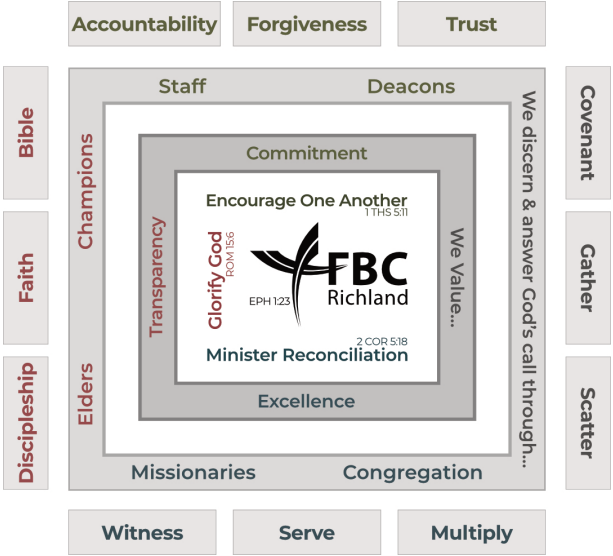 Accountability
Forgiveness
Trust
Bible
Faith
Discipleship
Staff
Deacons
Champions
Elders
We discern & answer God's call through...
Commitment
Transparency
We Value...
Encourage One Another
1 THS 5:11
Glorify God
ROM 15:6
EPH 1:23
FBC
Richland
2 COR 5:18
Minister Reconciliation
Excellence
Missionaries
Congregation
Covenant
Gather
Scatter
Witness
Serve
Multiply